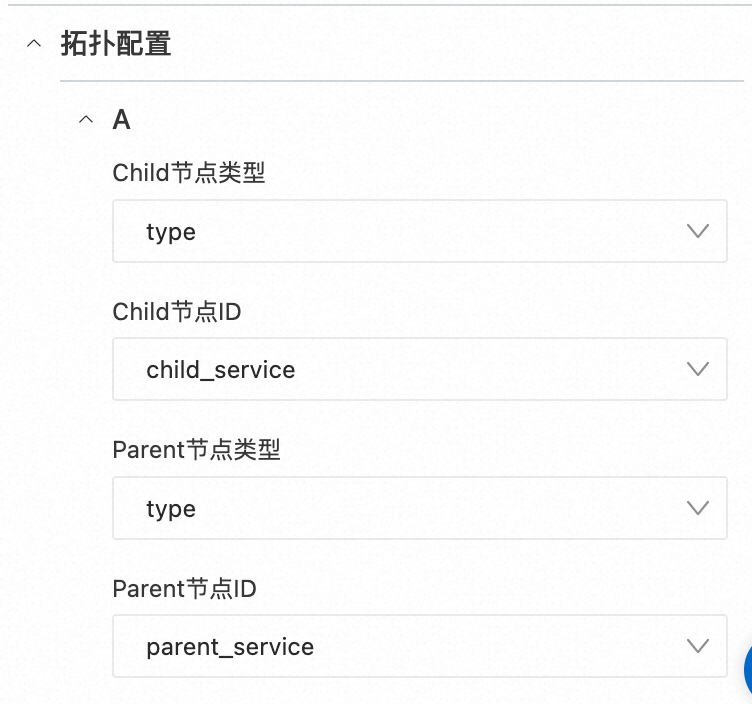 拓扑配置
A
Child节点类型
type
Child节点ID
child_service
Parent节点类型
type
Parent节点ID
parent_service